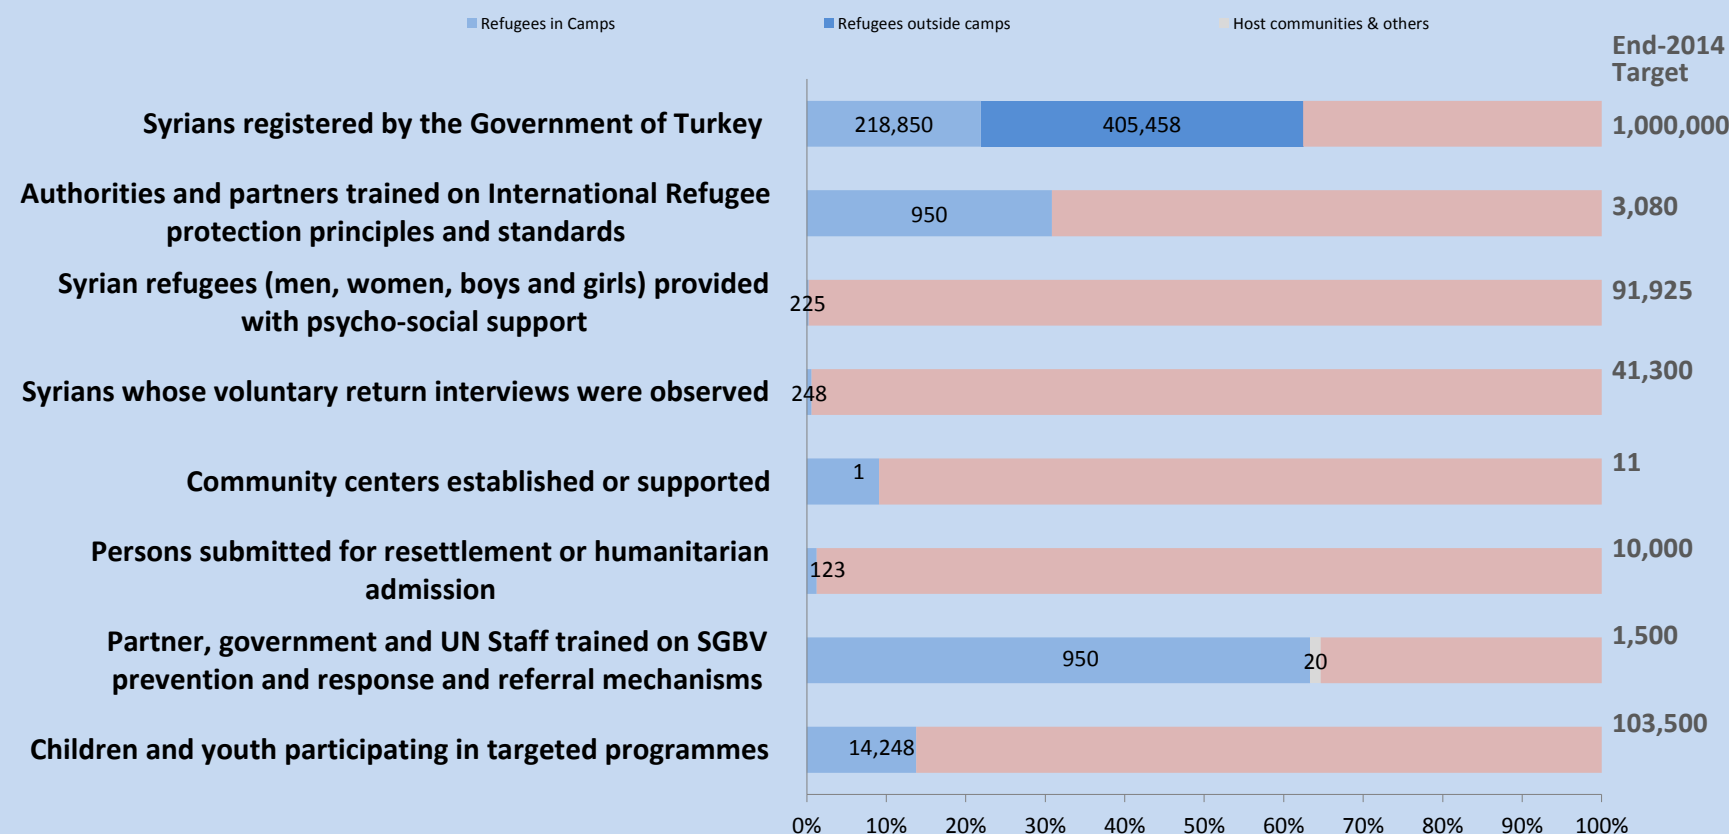 Refugees in Camps
Refugees outside camps
Host communities & others
End-2014
Target
Syrians registered by the Government of Turkey
218,850
405,458
1,000,000
Authorities and partners trained on International Refugee
protection principles and standards
950
3,080
Syrian refugees (men, women, boys and girls) provided
with psycho-social support
225
91,925
Syrians whose voluntary return interviews were observed
248
41,300
Community centers established or supported
1
11
Persons submitted for resettlement or humanitarian
admission
123
10,000
Partner, government and UN Staff trained on SGBV
prevention and response and referral mechanisms
950
20
1,500
Children and youth participating in targeted programmes
14,248
103,500
0% 10% 20% 30% 40% 50% 60% 70% 80% 90% 100%